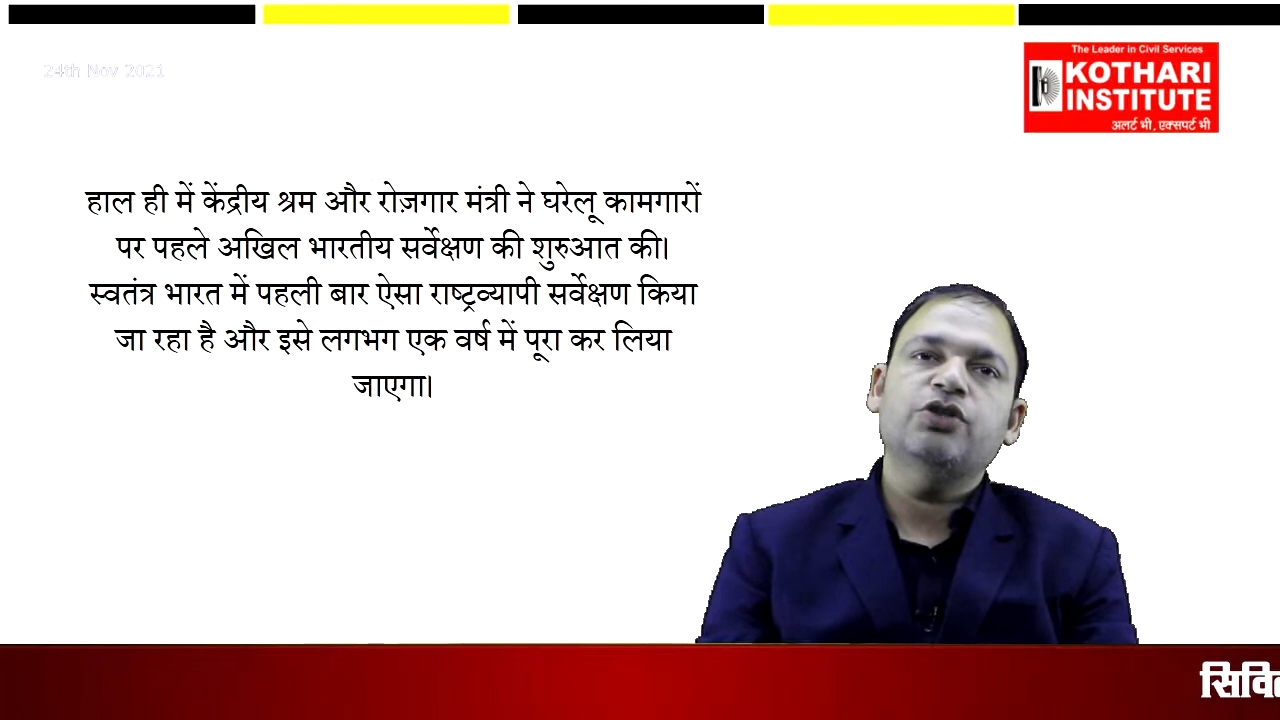 24th Nov 2021
The Leader in Civil Services
KOTHARI
INSTITUTE
अलर्ट भी, एक्सपर्ट भी
हाल ही में केंद्रीय श्रम और रोज़गार मंत्री ने घरेलू कामगारों
पर पहले अखिल भारतीय सर्वेक्षण की शुरुआत की।
स्वतंत्र भारत में पहली बार ऐसा राष्ट्रव्यापी सर्वेक्षण किया
जा रहा है और इसे लगभग एक वर्ष में पूरा कर लिया
जाएगा।